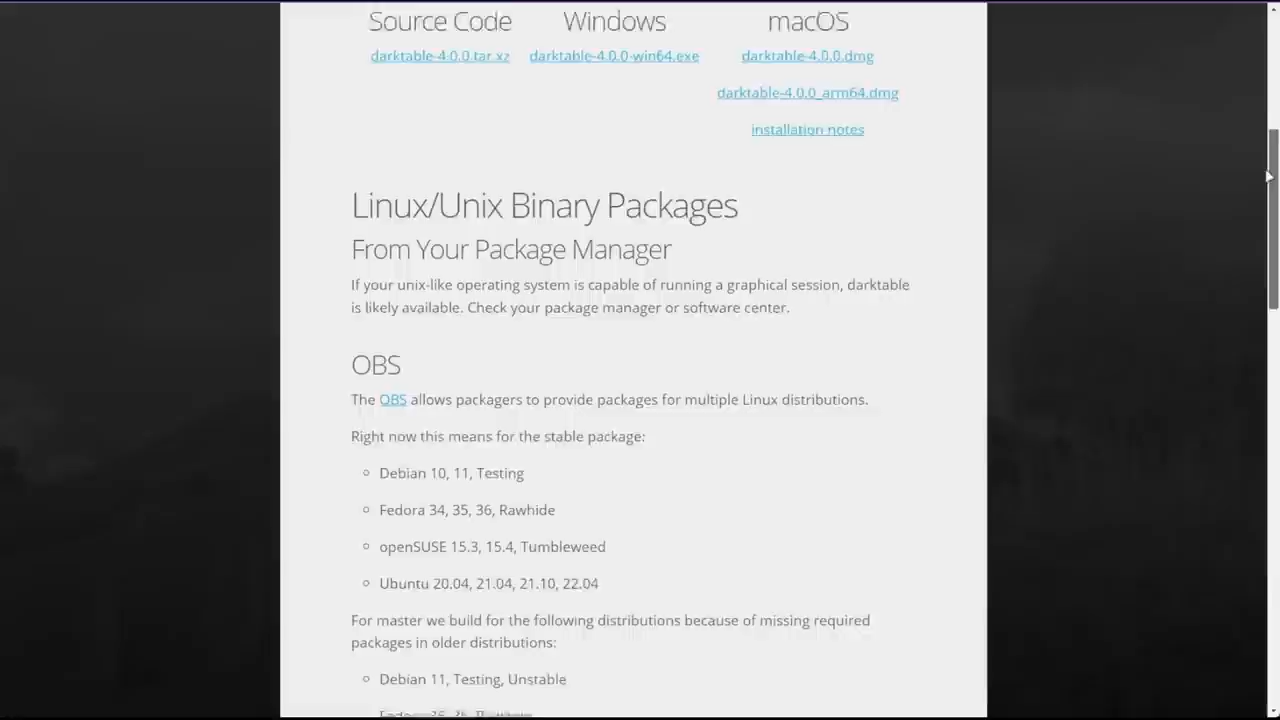 Source Code Windows macOS
darktable-4.0.0.tar.xz darktable-4.0.0-win64.exe darktable-4.0.0.dmg
darktable-4.0.0_arm64.dmg
installation notes
Linux/Unix Binary Packages
From Your Package Manager
If your unix-like operating system is capable of running a graphical session, darktable
is likely available. Check your package manager or software center.
OBS
The OBS allows packagers to provide packages for multiple Linux distributions.
Right now this means for the stable package:
Debian 10, 11, Testing
Fedora 34, 35, 36, Rawhide
openSUSE 15.3, 15.4, Tumbleweed
Ubuntu 20.04, 21.04, 21.10, 22.04
For master we build for the following distributions because of missing required
packages in older distributions:
Debian 11, Testing, Unstable